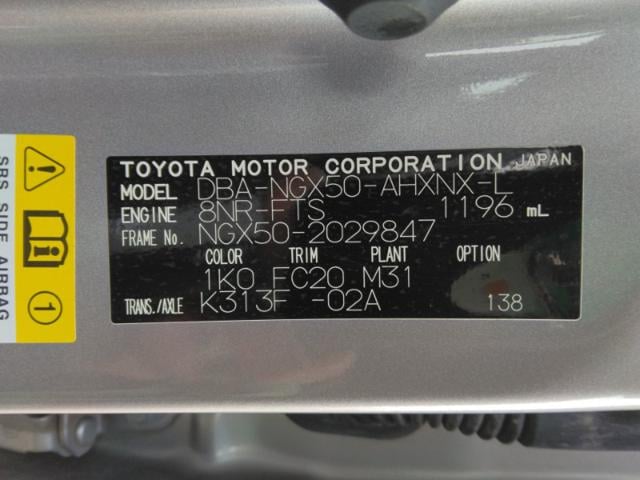 TOYOTA MOTOR CORPORATION JAPAN
MODEL DBA-NGX50-AHXNX-L
ENGINE 8NR-FTS 1196 mL
FRAME No. NGX50-2029847
COLOR TRIM PLANT OPTION
1K0 FC20 M31
TRANS./AXLE K313F -02A 138
SRS SIDE AIRBAG
i
1